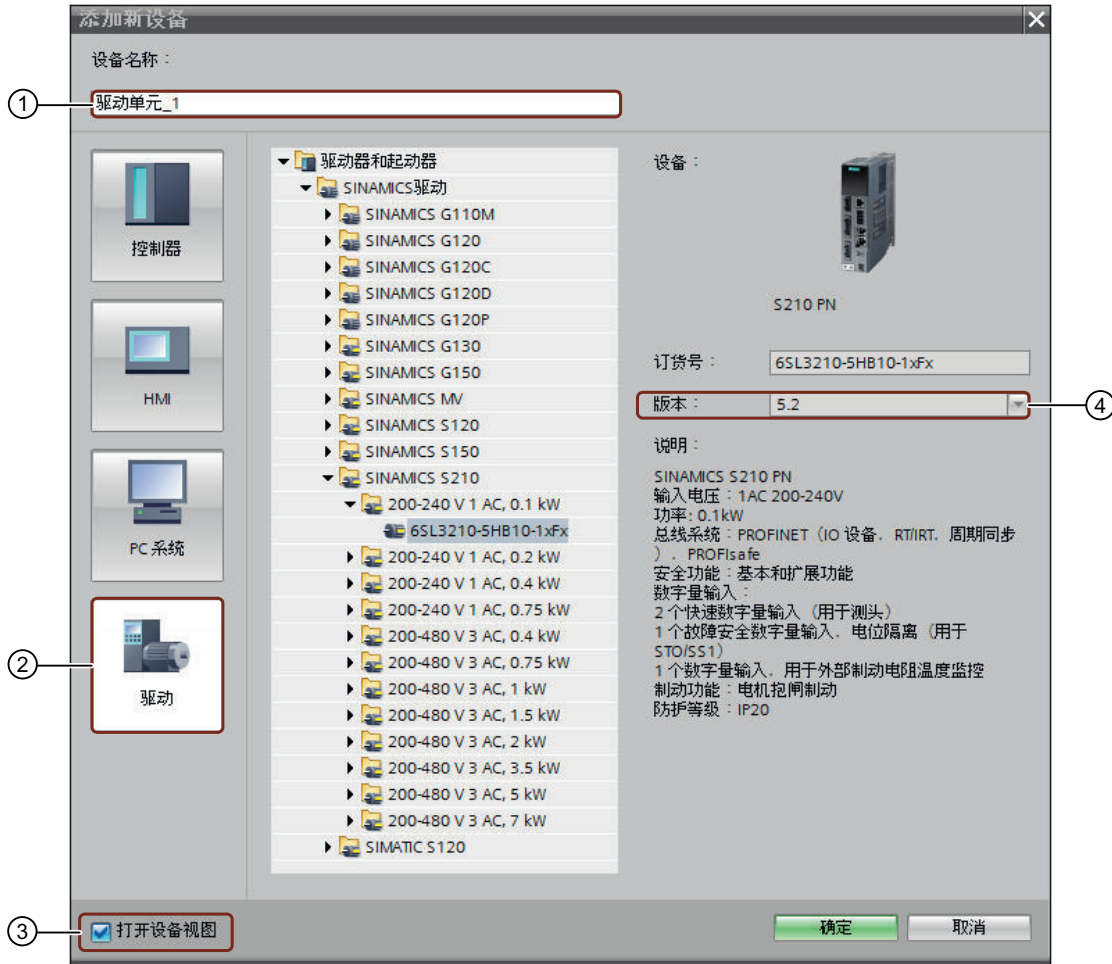 添加新设备
设备名称：
①
驱动单元_1
控制器
HMI
PC 系统
②
驱动
驱动器和起动器
SINAMICS驱动
SINAMICS G110M
SINAMICS G120
SINAMICS G120C
SINAMICS G120D
SINAMICS G120P
SINAMICS G130
SINAMICS G150
SINAMICS MV
SINAMICS S120
SINAMICS S150
SINAMICS S210
200-240 V 1 AC, 0.1 kW
6SL3210-5HB10-1xFx
200-240 V 1 AC, 0.2 kW
200-240 V 1 AC, 0.4 kW
200-240 V 1 AC, 0.75 kW
200-480 V 3 AC, 0.4 kW
200-480 V 3 AC, 0.75 kW
200-480 V 3 AC, 1 kW
200-480 V 3 AC, 1.5 kW
200-480 V 3 AC, 2 kW
200-480 V 3 AC, 3.5 kW
200-480 V 3 AC, 5 kW
200-480 V 3 AC, 7 kW
SIMATIC S120
设备：
S210 PN
订货号： 6SL3210-5HB10-1xFx
版本： 5.2
④
说明：
SINAMICS S210 PN
输入电压：1AC 200-240V
功率: 0.1kW
总线系统：PROFINET（IO 设备．RT/IRT．周期同步
）．PROFIsafe
安全功能：基本和扩展功能
数字量输入：
2 个快速数字量输入（用于测头）
1 个故障安全数字量输入．电位隔离（用于
STO/SS1）
1 个数字量输入．用于外部制动电阻温度监控
制动功能：电机抱闸制动
防护等级：IP20
③
打开设备视图
确定
取消